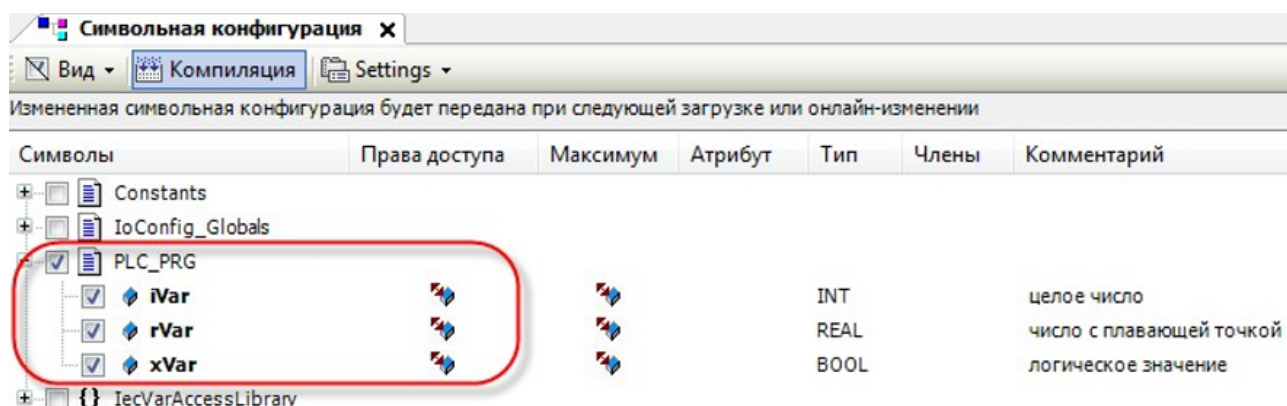 Символьная конфигурация X
Вид Компиляция Settings
Измененная символьная конфигурация будет передана при следующей загрузке или онлайн-изменении
Символы Права доступа Максимум Атрибут Тип Члены Комментарий
Constants
IoConfig_Globals
PLC_PRG
iVar INT целое число
rVar REAL число с плавающей точкой
xVar BOOL логическое значение
{} IecVarAccessLibrary